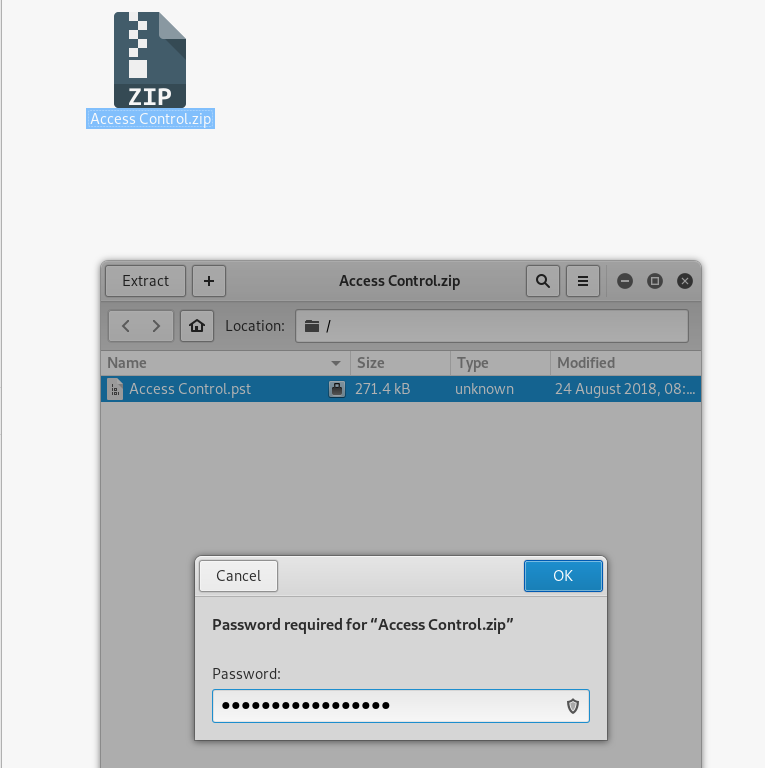 ZIP
Access Control.zip
Extract + Access Control.zip
Location: /
Name Size Type Modified
Access Control.pst 271.4 kB unknown 24 August 2018, 08:...
Cancel OK
Password required for “Access Control.zip”
Password:
●●●●●●●●●●●●●●●●●